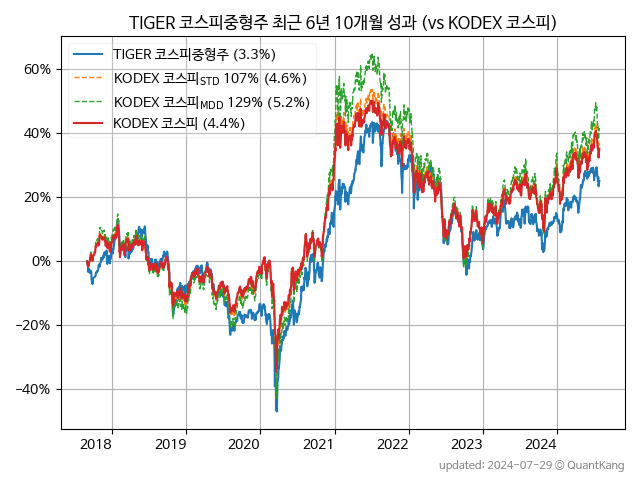 TIGER 코스피중형주 최근 6년 10개월 성과 (vs KODEX 코스피)
TIGER 코스피중형주 (3.3%)
KODEX 코스피STD 107% (4.6%)
KODEX 코스피MDD 129% (5.2%)
KODEX 코스피 (4.4%)
60%
40%
20%
0%
−20%
−40%
2018 2019 2020 2021 2022 2023 2024
updated: 2024-07-29 © QuantKang